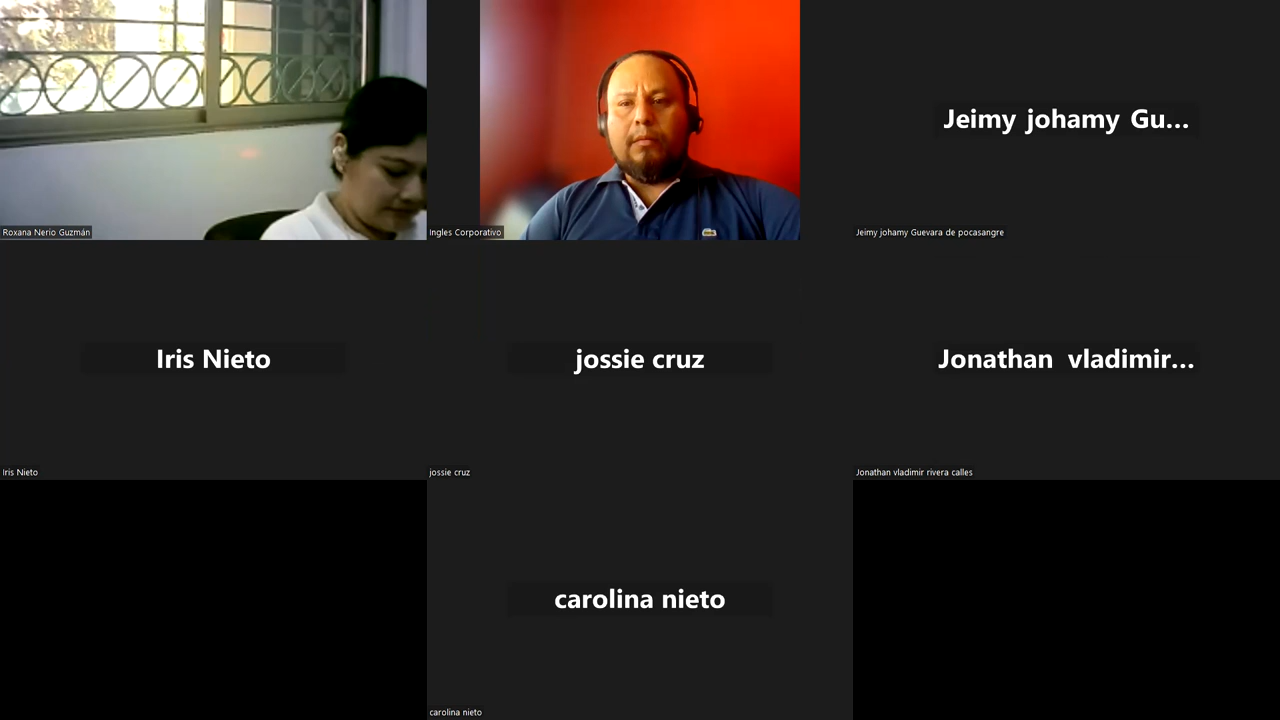 Roxana Nerio Guzmán
Ingles Corporativo
Jeimy johamy Gu...
Jeimy johamy Guevara de pocasangre
Iris Nieto
Iris Nieto
jossie cruz
jossie cruz
Jonathan vladimir...
Jonathan vladimir rivera calles
carolina nieto
carolina nieto